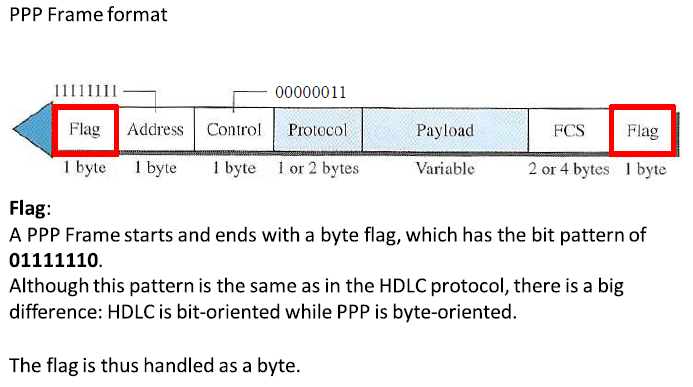 PPP Frame format
11111111 00000011
Flag Address Control Protocol Payload FCS Flag
1 byte 1 byte 1 byte 1 or 2 bytes Variable 2 or 4 bytes 1 byte
Flag:
A PPP Frame starts and ends with a byte flag, which has the bit pattern of
01111110.
Although this pattern is the same as in the HDLC protocol, there is a big
difference: HDLC is bit-oriented while PPP is byte-oriented.
The flag is thus handled as a byte.